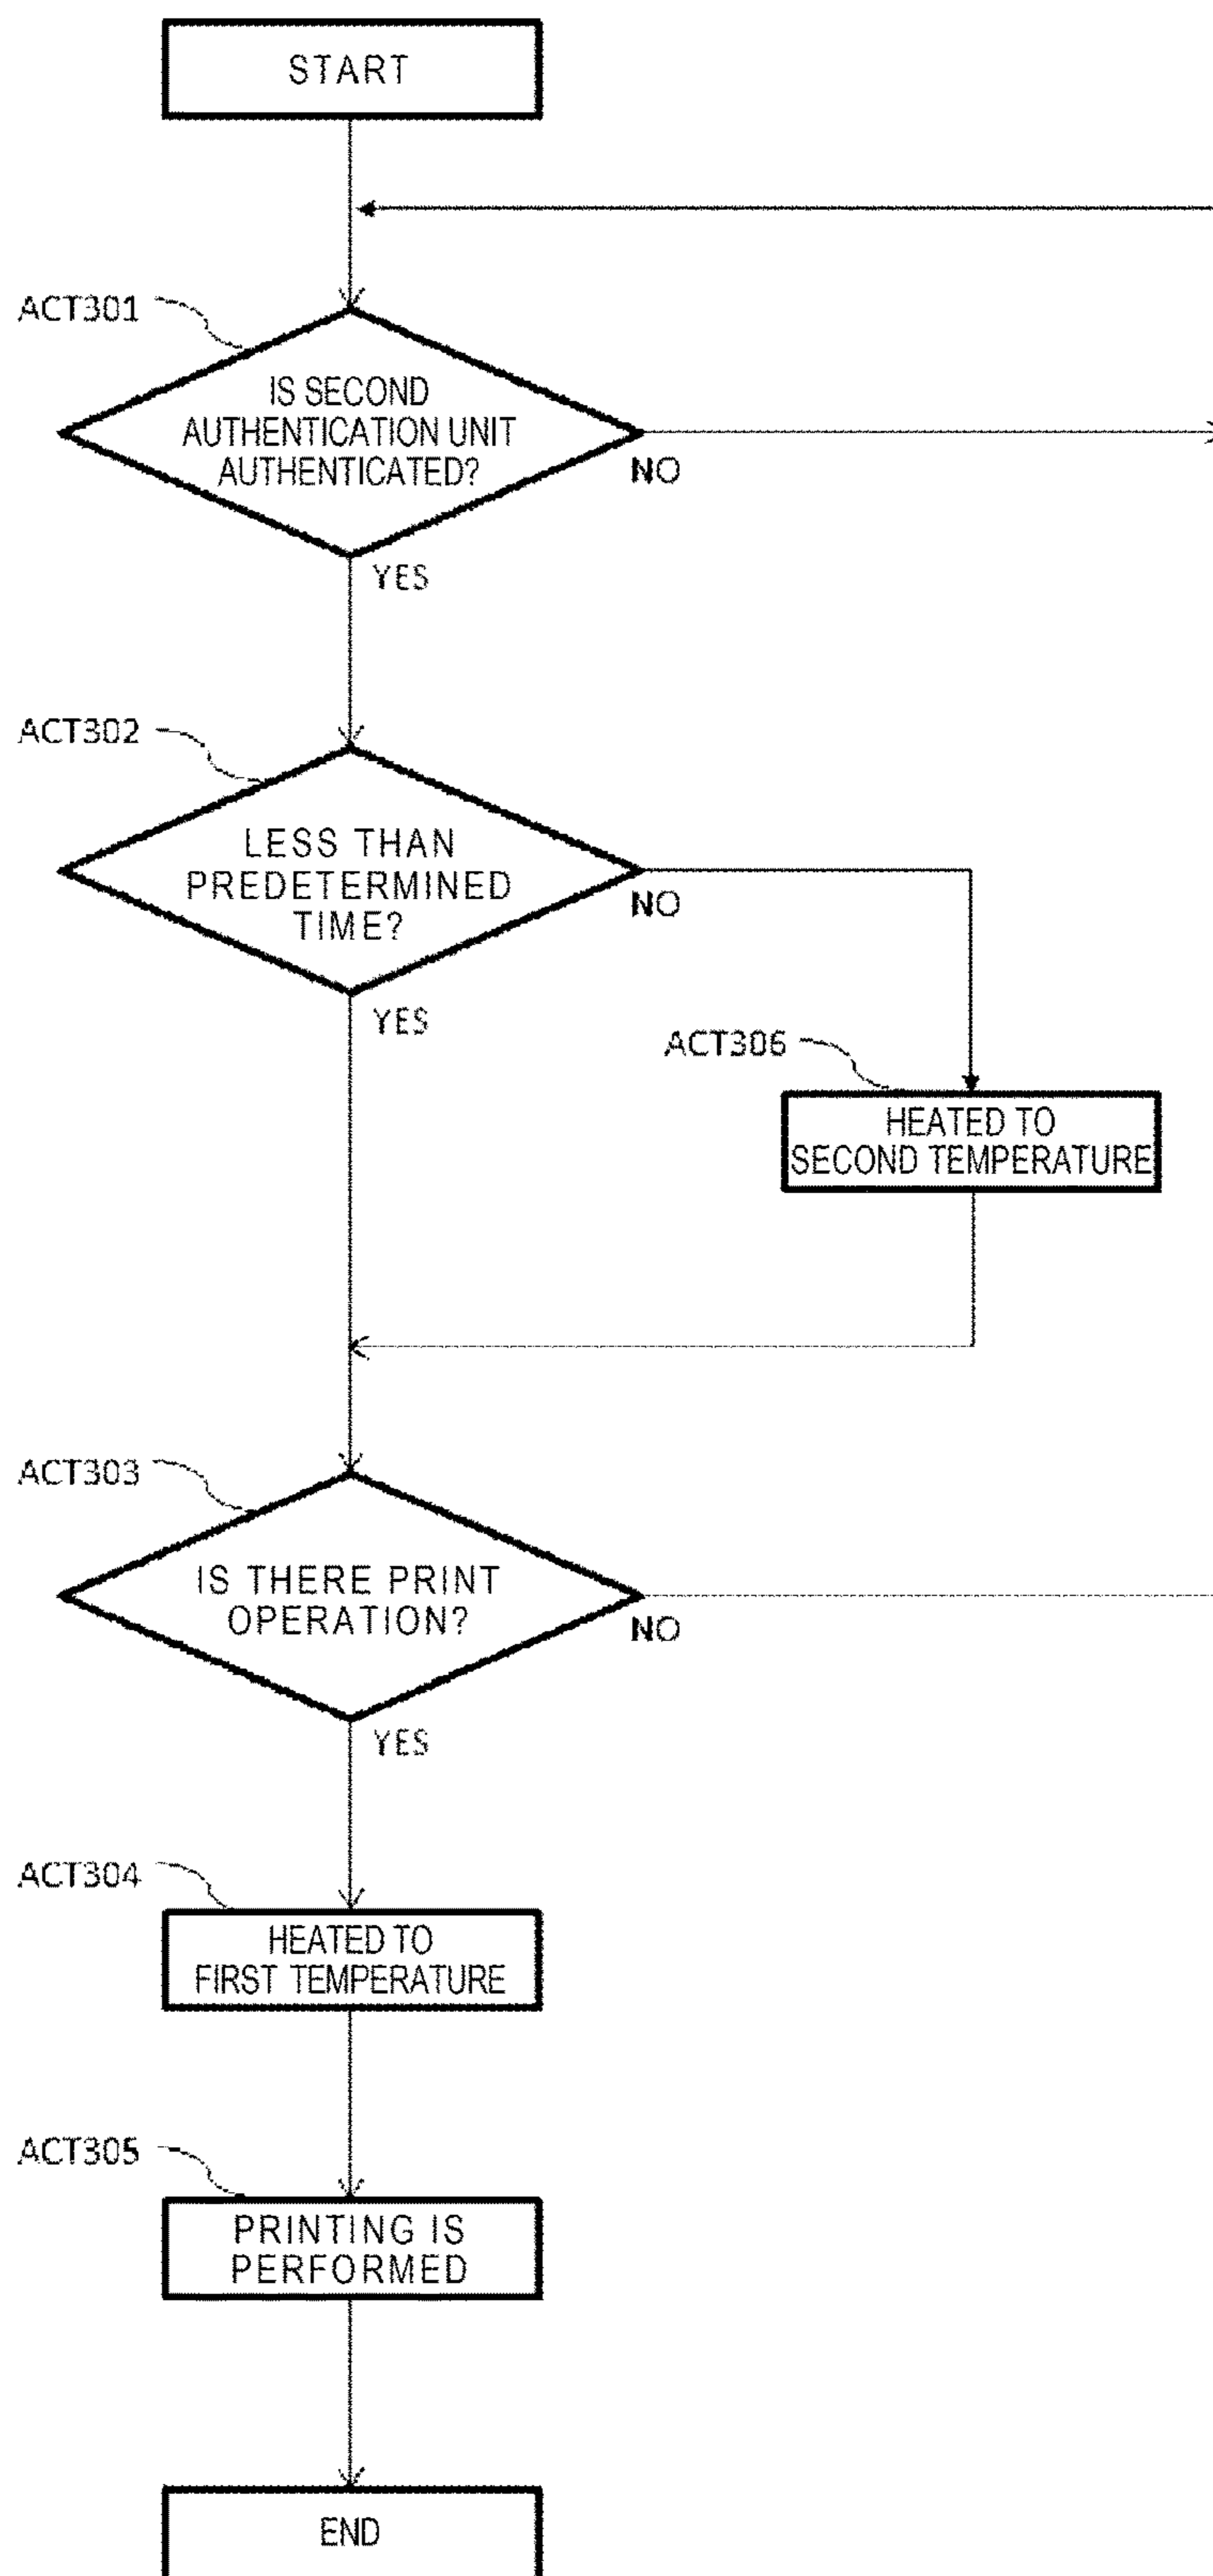 START
ACT301
IS SECOND
AUTHENTICATION UNIT
AUTHENTICATED?
NO
YES
ACT302
LESS THAN
PREDETERMINED
TIME?
NO
YES
ACT306
HEATED TO
SECOND TEMPERATURE
ACT303
IS THERE PRINT
OPERATION?
NO
YES
ACT304
HEATED TO
FIRST TEMPERATURE
ACT305
PRINTING IS
PERFORMED
END